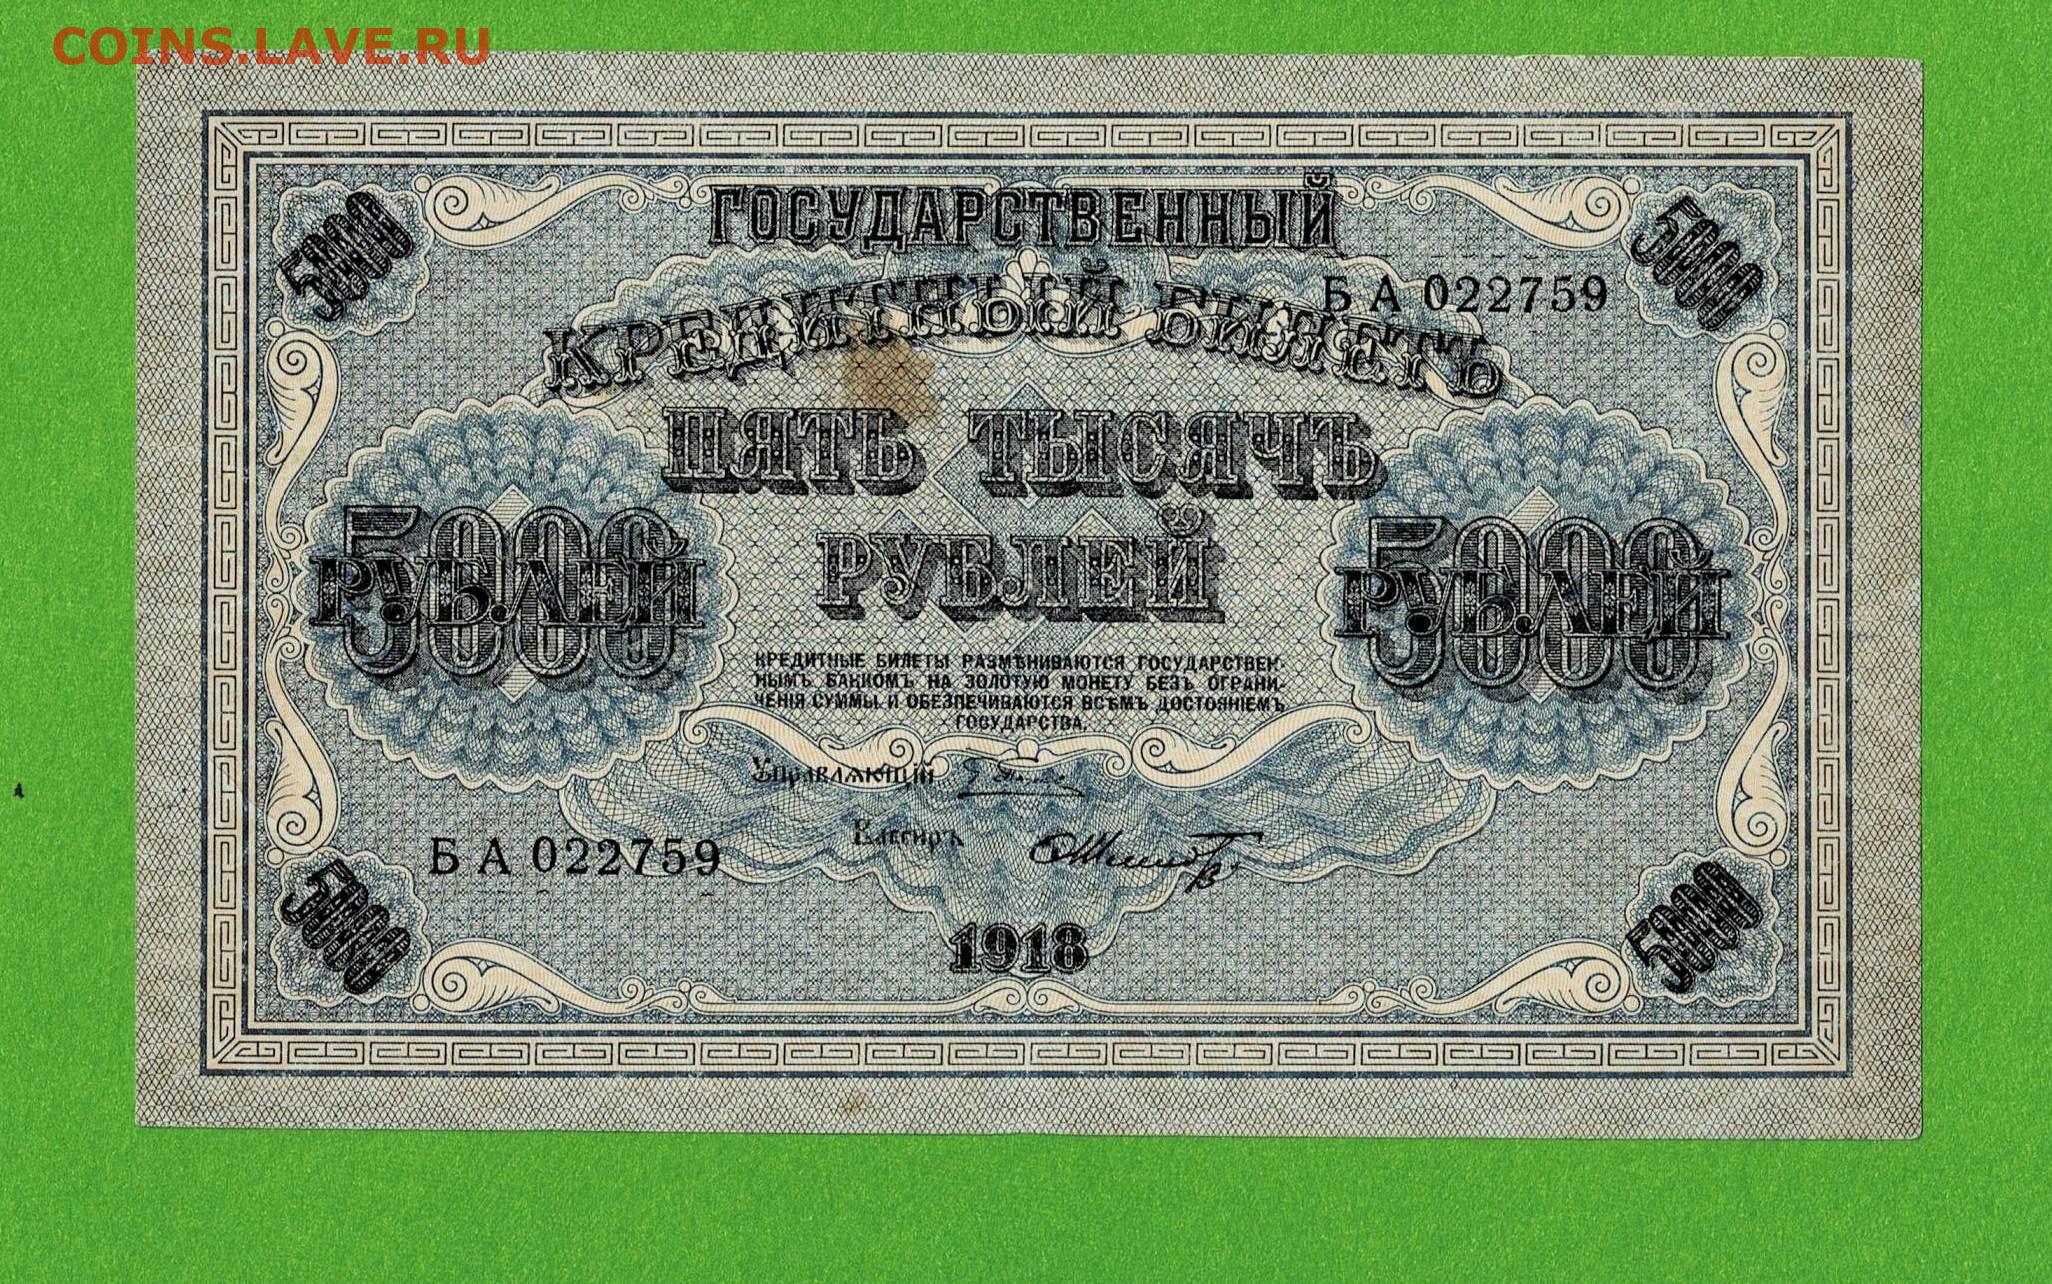 COINS.LAVE.RU
ГОСУДАРСТВЕННЫЙ
5000
5000
КРЕДИТНЫЙ БИЛЕТЪ
БА 022759
ПЯТЬ ТЫСЯЧЪ
5000
РУБЛЕЙ
РУБЛЕЙ
5000
РУБЛЕЙ
КРЕДИТНЫЕ БИЛЕТЫ РАЗМѢНИВАЮТСЯ ГОСУДАРСТВЕН-
НЫМЪ БАНКОМЪ НА ЗОЛОТУЮ МОНЕТУ БЕЗЪ ОГРАНИ-
ЧЕНІЯ СУММЫ И ОБЕЗПЕЧИВАЮТСЯ ВСѢМЪ ДОСТОЯНІЕМЪ
ГОСУДАРСТВА.
Управляющій
Кассиръ
БА 022759
5000
1918
5000